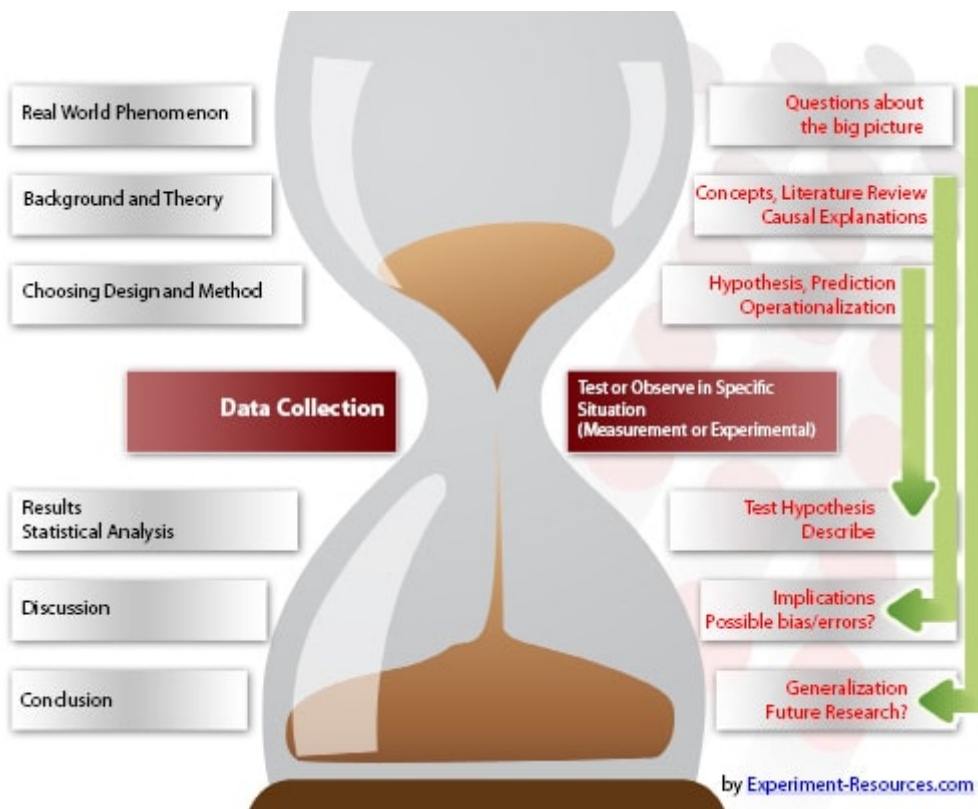 Real World Phenomenon
Questions about
the big picture
Background and Theory
Concepts, Literature Review
Causal Explanations
Choosing Design and Method
Hypothesis, Prediction
Operationalization
Data Collection
Test or Observe in Specific
Situation
(Measurement or Experimental)
Results
Statistical Analysis
Test Hypothesis
Describe
Discussion
Implications
Possible bias/errors?
Conclusion
Generalization
Future Research?
by Experiment-Resources.com